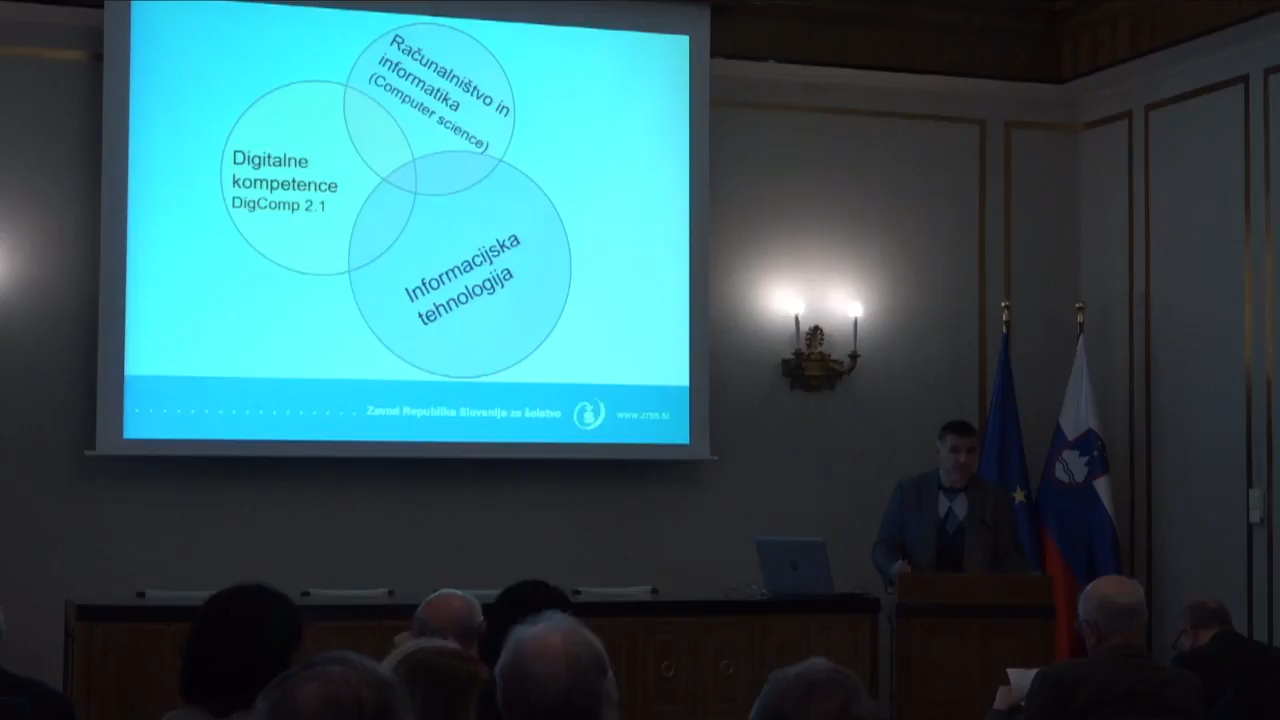 Računalništvo in
informatika
(Computer science)
Digitalne
kompetence
DigComp 2.1
Informacijska
tehnologija
Zavod Republike Slovenije za šolstvo
www.zrss.si